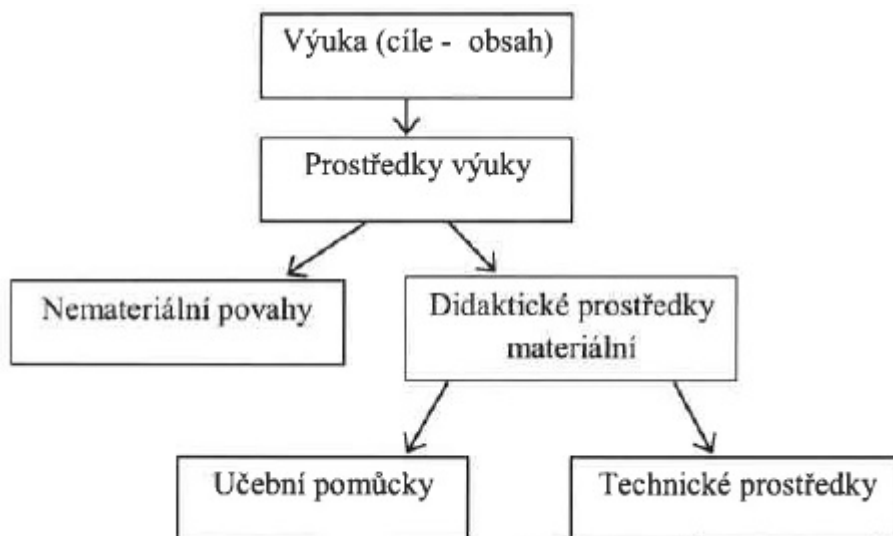 Výuka (cíle - obsah)
Prostředky výuky
Nemateriální povahy
Didaktické prostředky
materiální
Učební pomůcky
Technické prostředky